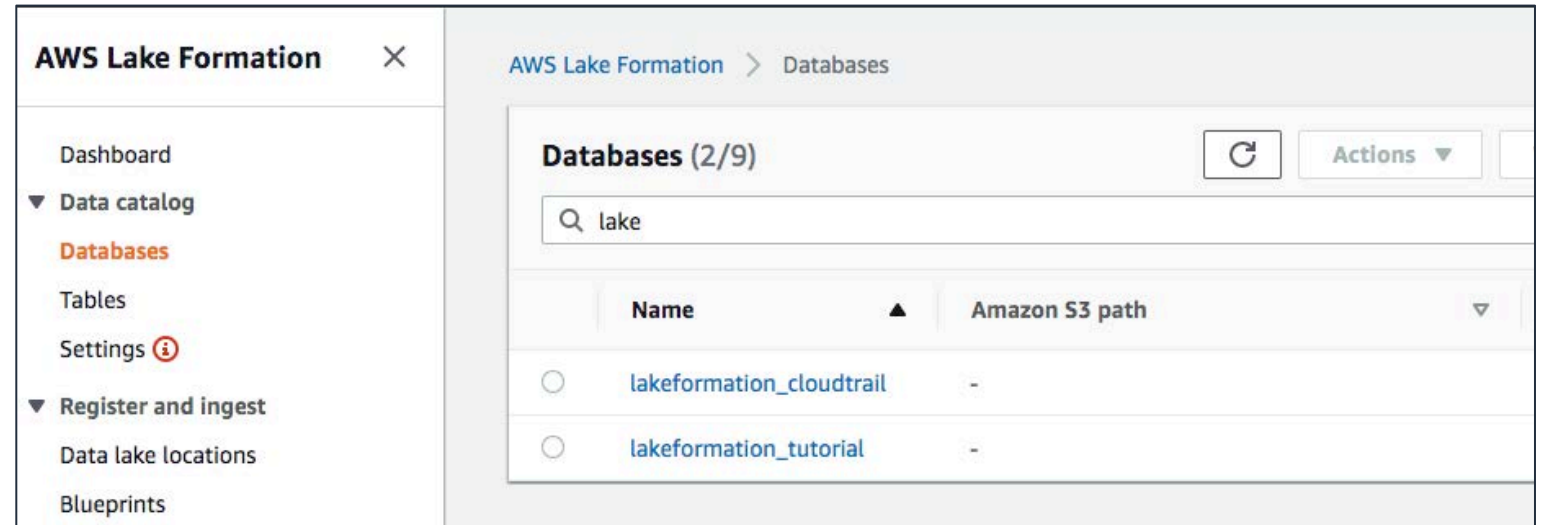 AWS Lake Formation
Dashboard
Data catalog
Databases
Tables
Settings
Register and ingest
Data lake locations
Blueprints
AWS Lake Formation > Databases
Databases (2/9)
Actions
lake
Name
Amazon S3 path
lakeformation_cloudtrail -
lakeformation_tutorial -